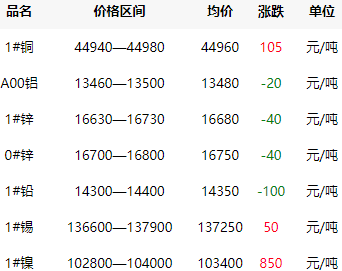 品名 价格区间 均价 涨跌 单位
1#铜 44940—44980 44960 105 元/吨
A00铝 13460—13500 13480 -20 元/吨
1#锌 16630—16730 16680 -40 元/吨
0#锌 16700—16800 16750 -40 元/吨
1#铅 14300—14400 14350 -100 元/吨
1#锡 136600—137900 137250 50 元/吨
1#镍 102800—104000 103400 850 元/吨